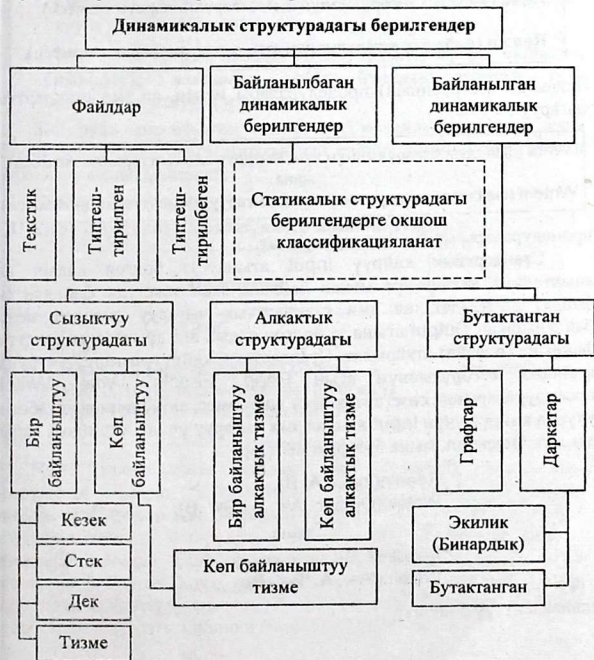 Динамикалык структурадагы берилгендер
Файлдар
Байланылбаган
динамикалык
берилгендер
Байланылган
динамикалык
берилгендер
Текстик
Типтеш-
тирилген
Типтеш-
тирилбеген
Статикалык структурадагы
берилгендерге окшош
классификацияланат
Сызыктуу
структурадагы
Алкактык
структурадагы
Бутактанган
структурадагы
Бир
байланыштуу
Көп
байланыштуу
Бир байланыштуу
алкактык тизме
Көп байланыштуу
алкактык тизме
Графтар
Даркатар
Кезек
Стек
Дек
Тизме
Көп байланыштуу
тизме
Экилик
(Бинардык)
Бутактанган